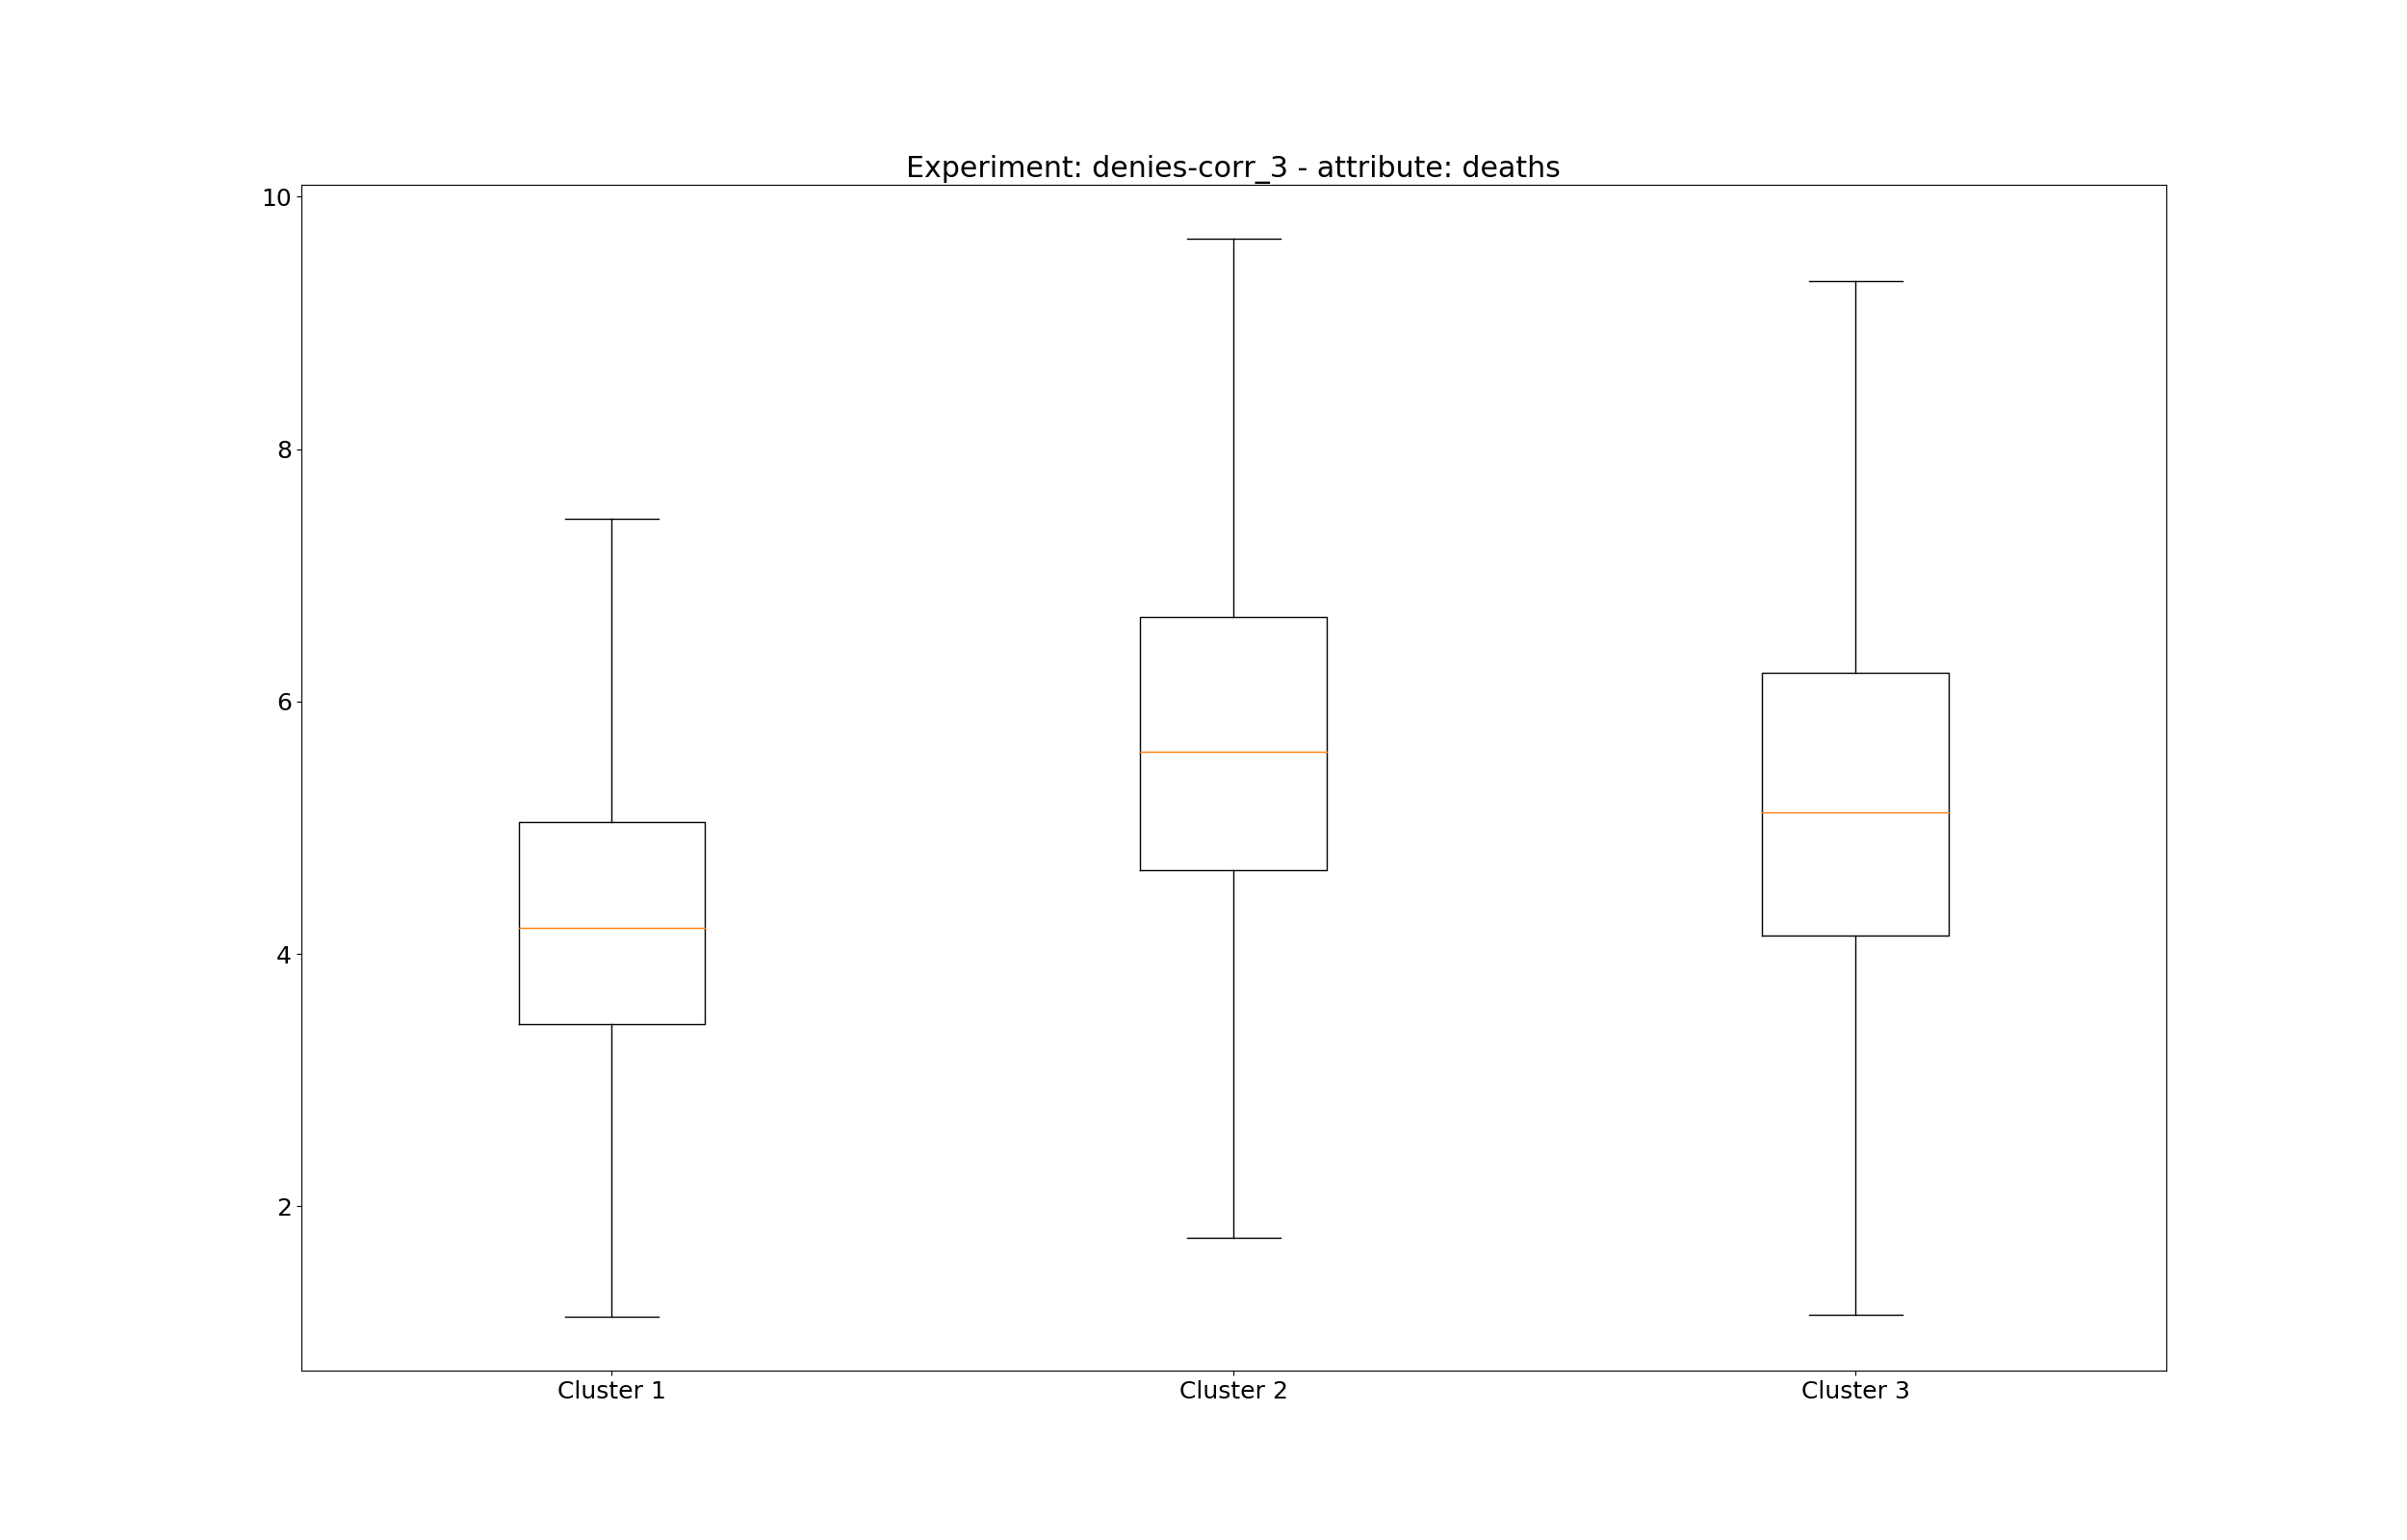 Experiment: denies-corr_3 - attribute: deaths
10
8
6
4
2
Cluster 1
Cluster 2
Cluster 3